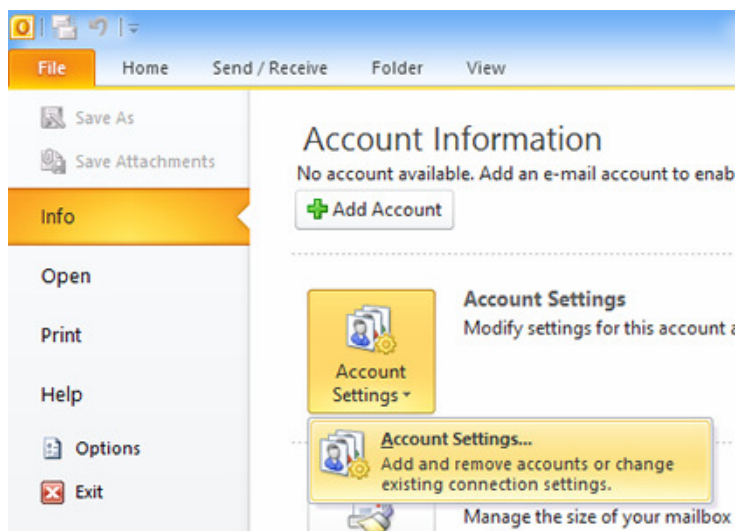 File Home Send / Receive Folder View
Save As
Save Attachments
Info
Open
Print
Help
Options
Exit
Account Information
No account available. Add an e-mail account to enab
Add Account
Account Settings
Modify settings for this account a
Account
Settings
Account Settings...
Add and remove accounts or change
existing connection settings.
Manage the size of your mailbox